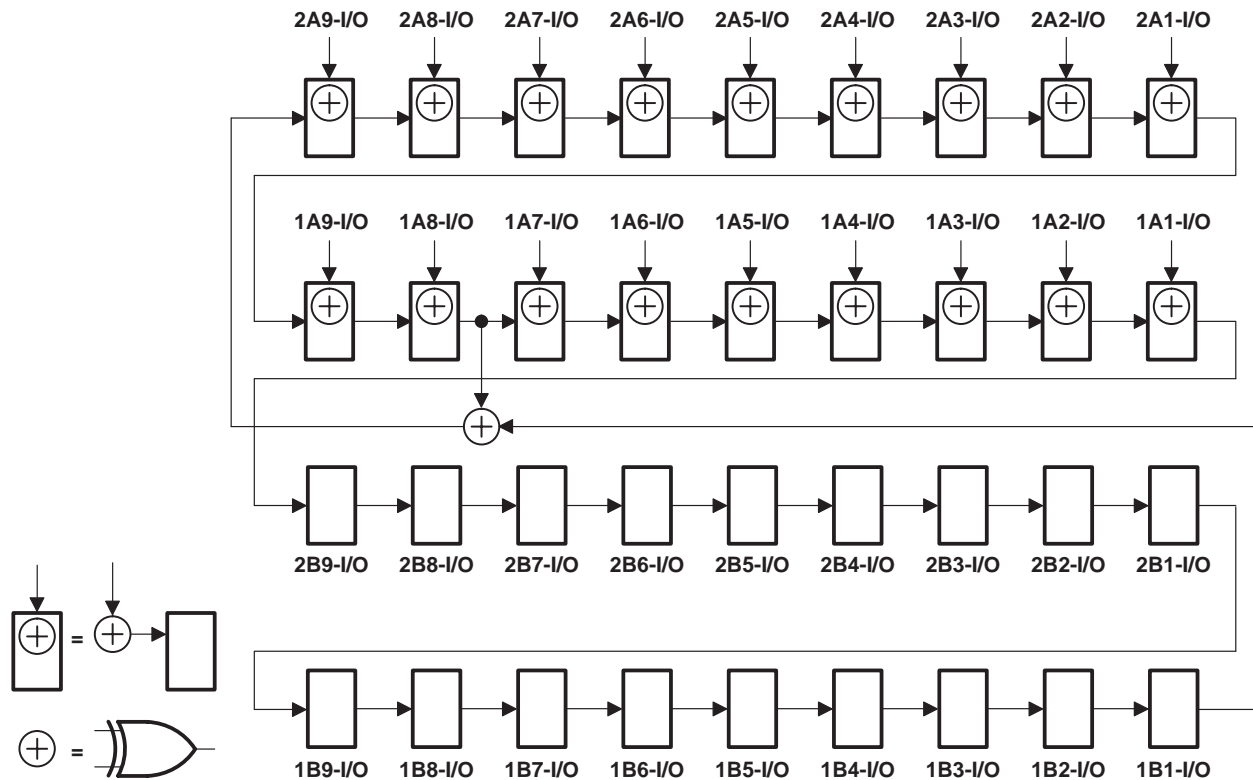 2A9-I/O 2A8-I/O 2A7-I/O 2A6-I/O 2A5-I/O 2A4-I/O 2A3-I/O 2A2-I/O 2A1-I/O
1A9-I/O 1A8-I/O 1A7-I/O 1A6-I/O 1A5-I/O 1A4-I/O 1A3-I/O 1A2-I/O 1A1-I/O
2B9-I/O 2B8-I/O 2B7-I/O 2B6-I/O 2B5-I/O 2B4-I/O 2B3-I/O 2B2-I/O 2B1-I/O
=
=
1B9-I/O 1B8-I/O 1B7-I/O 1B6-I/O 1B5-I/O 1B4-I/O 1B3-I/O 1B2-I/O 1B1-I/O